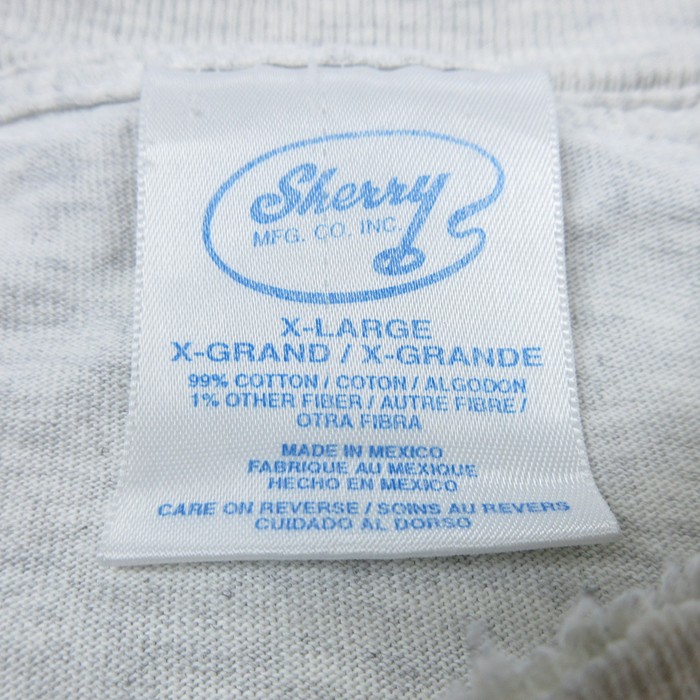 Sherry
MFG. CO. INC.
X-LARGE
X-GRAND / X-GRANDE
99% COTTON / COTON / ALGODON
1% OTHER FIBER / AUTRE FIBRE /
OTRA FIBRA
MADE IN MEXICO
FABRIQUE AU MEXIQUE
HECHO EN MEXICO
CARE ON REVERSE / SOINS AU REVERS
CUIDADO AL DORSO